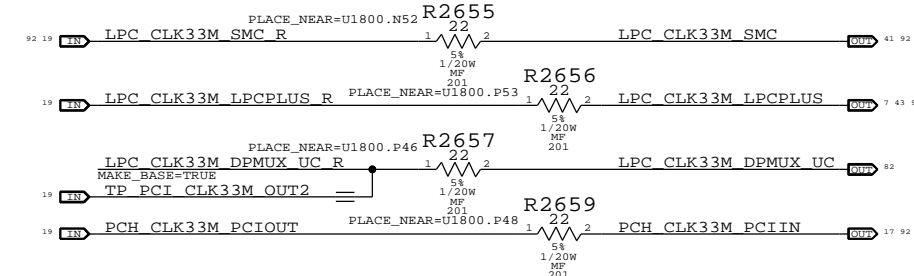 PLACE_NEAR=U1800.N52 R2655
92 19 IN LPC_CLK33M_SMC_R 1 22 2 LPC_CLK33M_SMC OUT 41 92
5%
1/20W
MF
201
R2656
19 IN LPC_CLK33M_LPCPLUS_R PLACE_NEAR=U1800.P53 1 22 2 LPC_CLK33M_LPCPLUS OUT 7 43
5%
1/20W
MF
201
PLACE_NEAR=U1800.P46 R2657
LPC_CLK33M_DPMUX_UC_R 1 22 2 LPC_CLK33M_DPMUX_UC OUT 82
MAKE_BASE=TRUE
19 IN TP_PCI_CLK33M_OUT2
5%
1/20W
MF
201
R2659
19 IN PCH_CLK33M_PCIOUT PLACE_NEAR=U1800.P48 1 22 2 PCH_CLK33M_PCIIN OUT 17 92
5%
1/20W
MF
201